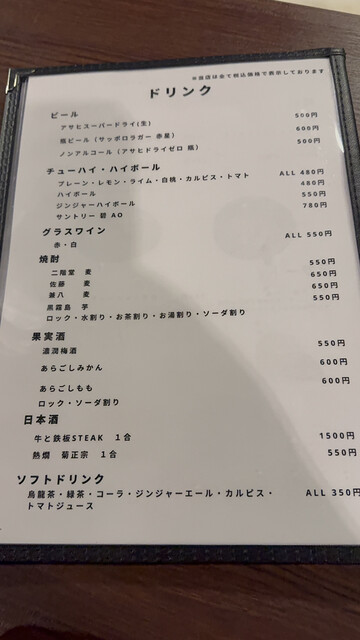 ※当店は全て税込価格で表示しております
ドリンク
ビール
アサヒスーパードライ(生) 500円
瓶ビール（サッポロラガー 赤星） 600円
ノンアルコール（アサヒドライゼロ 瓶） 500円
チューハイ・ハイボール
プレーン・レモン・ライム・白桃・カルピス・トマト ALL 480円
ハイボール 480円
ジンジャーハイボール 550円
サントリー 碧 AO 780円
グラスワイン
赤・白 ALL 550円
焼酎
二階堂 麦 550円
佐藤 麦 650円
兼八 麦 650円
黒霧島 芋 550円
ロック・水割り・お茶割り・お湯割り・ソーダ割り
果実酒
濃潤梅酒 550円
あらごしみかん 600円
あらごしもも 600円
ロック・ソーダ割り
日本酒
牛と鉄板STEAK 1合 1500円
熱燗 菊正宗 1合 550円
ソフトドリンク
烏龍茶・緑茶・コーラ・ジンジャーエール・カルピス・ ALL 350円
トマトジュース